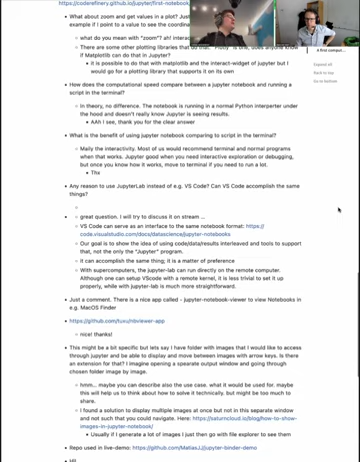 https://coderefinery.org/jupyter/first-notebook,
What about zoom and get values in a plot? Just
example if i point to a value to see the coordina
what do you mean with "zoom"? ah! interac
There are some other plotting libraries that do that. "Plotly" is one, does anyone know
if Matplotlib can do that in Jupyter?
it is possible to do that with matplotlib and the interact-widget of jupyter but I
would go for a plotting library that supports it on its own
How does the computational speed compare between a jupyter notebook and running a
script in the terminal?
In theory, no difference. The notebook is running in a normal Python interpreter under
the hood and doesn't really know Jupyter is seeing results.
AAh I see, thank you for the clear answer
What is the benefit of using jupyter notebook comparing to script in the terminal?
Maily the interactivity. Most of us would recommend terminal and normal programs
when that works. Jupyter good when you need interactive exploration or debugging,
but once you know how it works, move to terminal if you need to run a lot.
Thx
Any reason to use JupyterLab instead of e.g. VS Code? Can VS Code accomplish the same
things?
great question. I will try to discuss it on stream ...
VS Code can serve as an interface to the same notebook format: https://
code.visualstudio.com/docs/datascience/jupyter-notebooks
Our goal is to show the idea of using code/data/results interleaved and tools to support
that, not the only the "Jupyter" program.
it can accomplish the same thing; it is a matter of preference
With supercomputers, the jupyter-lab can run directly on the remote computer.
Although one can setup VScode with a remote kernel, it is less trivial to set it up
properly, while with jupyter-lab is much more straightforward.
Just a comment. There is a nice app called - jupyter-notebook-viewer to view Notebooks in
e.g. MacOS Finder
https://github.com/tuxu/nbviewer-app
nice! thanks!
This might be a bit specific but lets say I have folder with images that I would like to access
through jupyter and be able to display and move between images with arrow keys. Is there
an extension for that? I imagine opening a spearate output window and going through
chosen folder image by image.
hmm... maybe you can describe also the use case. what it would be used for. maybe
this will help us to think about how to solve it technically. but might be too much to
share.
I found a solution to display multiple images at once but not in this separate window
and not such that you could navigate. Here: https://saturncloud.io/blog/how-to-show-
images-in-jupyter-notebook/
Usually if I generate a lot of images I just then go with file explorer to see them
Repo used in live-demo: https://github.com/MatiasJJ/jupyter-binder-demo
A first comput...
Expand all
Back to top
Go to bottom